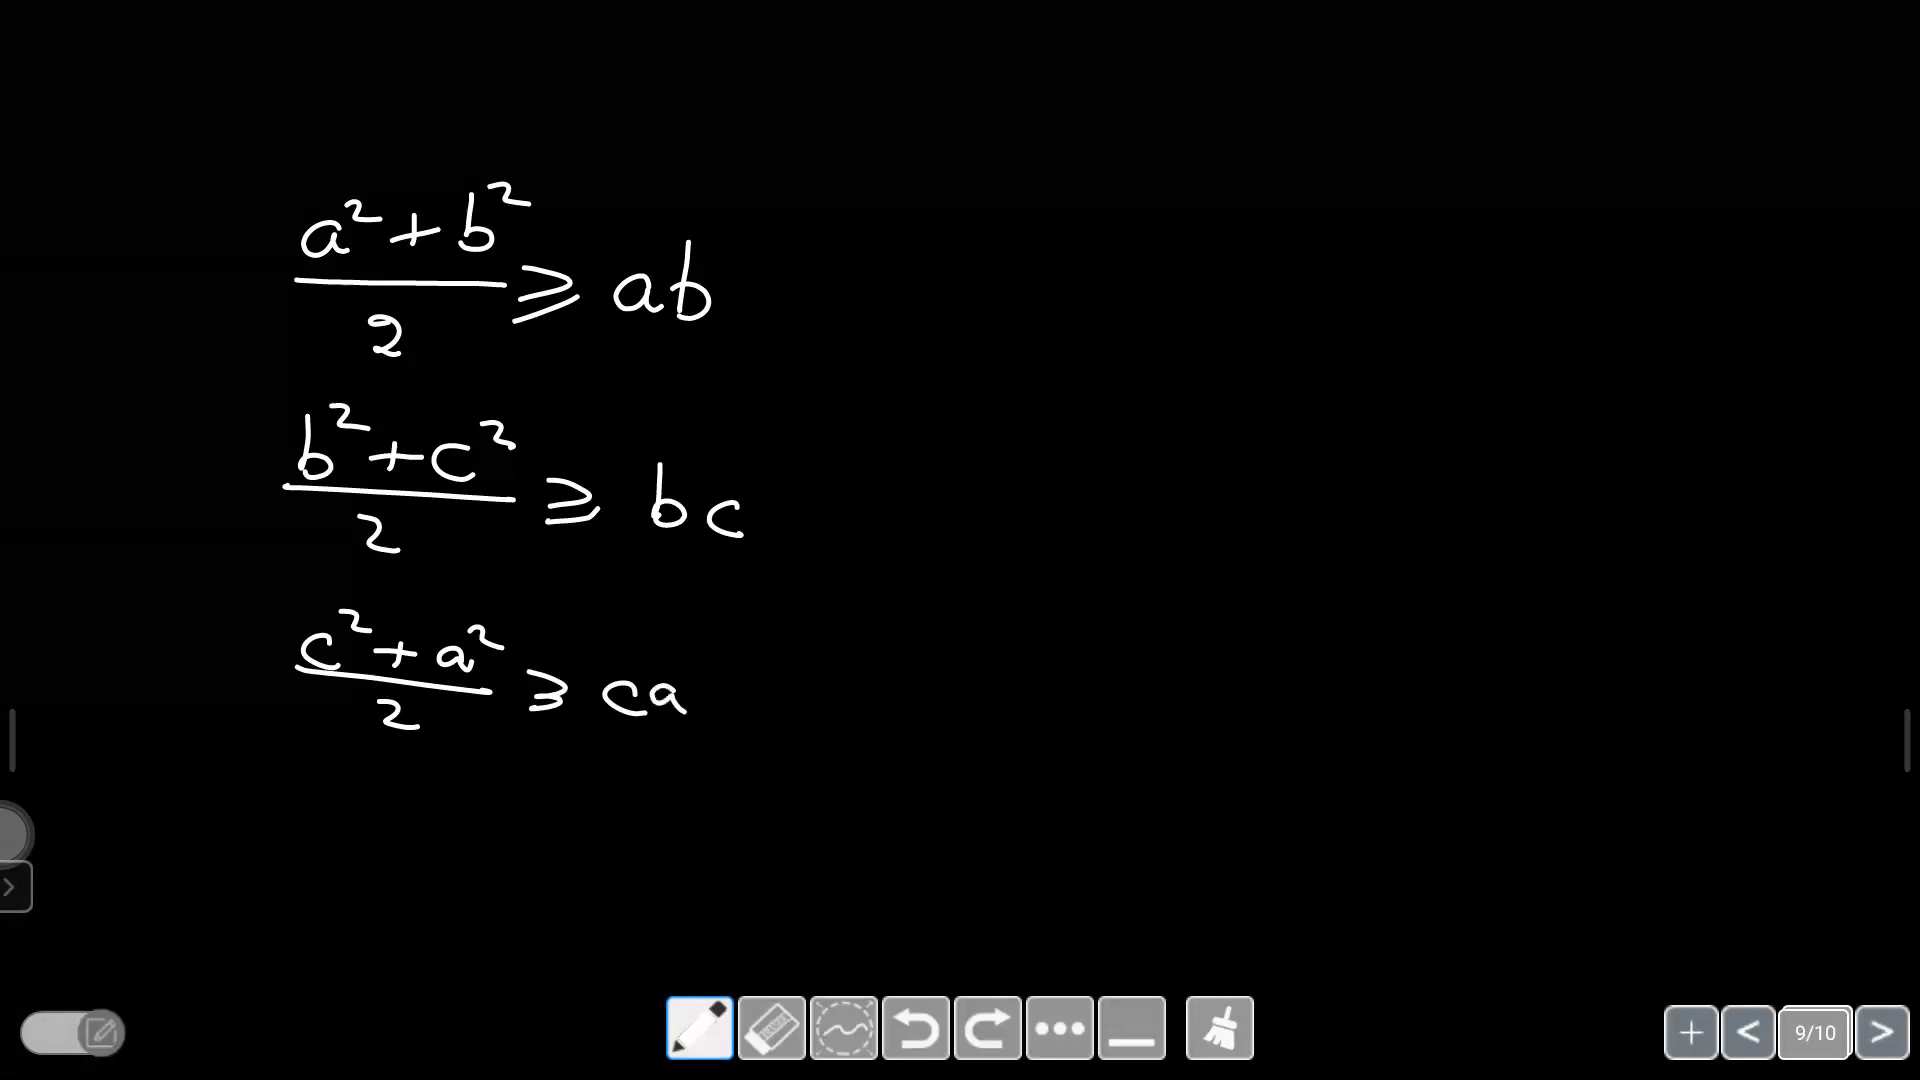 a²+b²/2 ⩾ ab
b²+c²/2 ⩾ bc
c²+a²/2 ⩾ ca
9/10